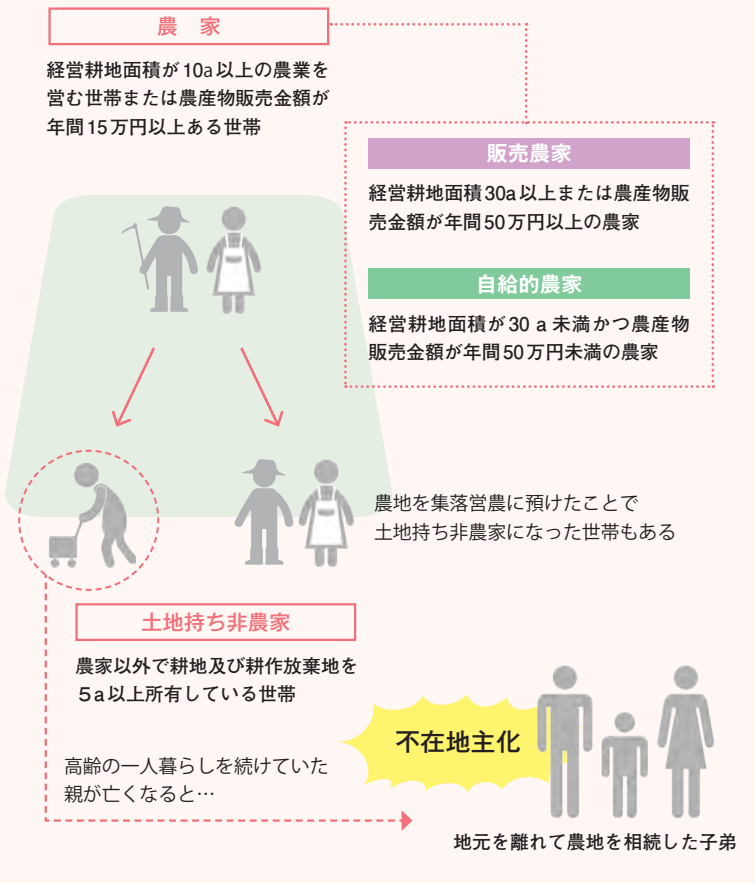 農　家
経営耕地面積が10a以上の農業を
営む世帯または農産物販売金額が
年間15万円以上ある世帯
販売農家
経営耕地面積30a以上または農産物販
売金額が年間50万円以上の農家
自給的農家
経営耕地面積が30 a 未満かつ農産物
販売金額が年間50万円未満の農家
農地を集落営農に預けたことで
土地持ち非農家になった世帯もある
土地持ち非農家
農家以外で耕地及び耕作放棄地を
5a以上所有している世帯
高齢の一人暮らしを続けていた
親が亡くなると…
不在地主化
地元を離れて農地を相続した子弟